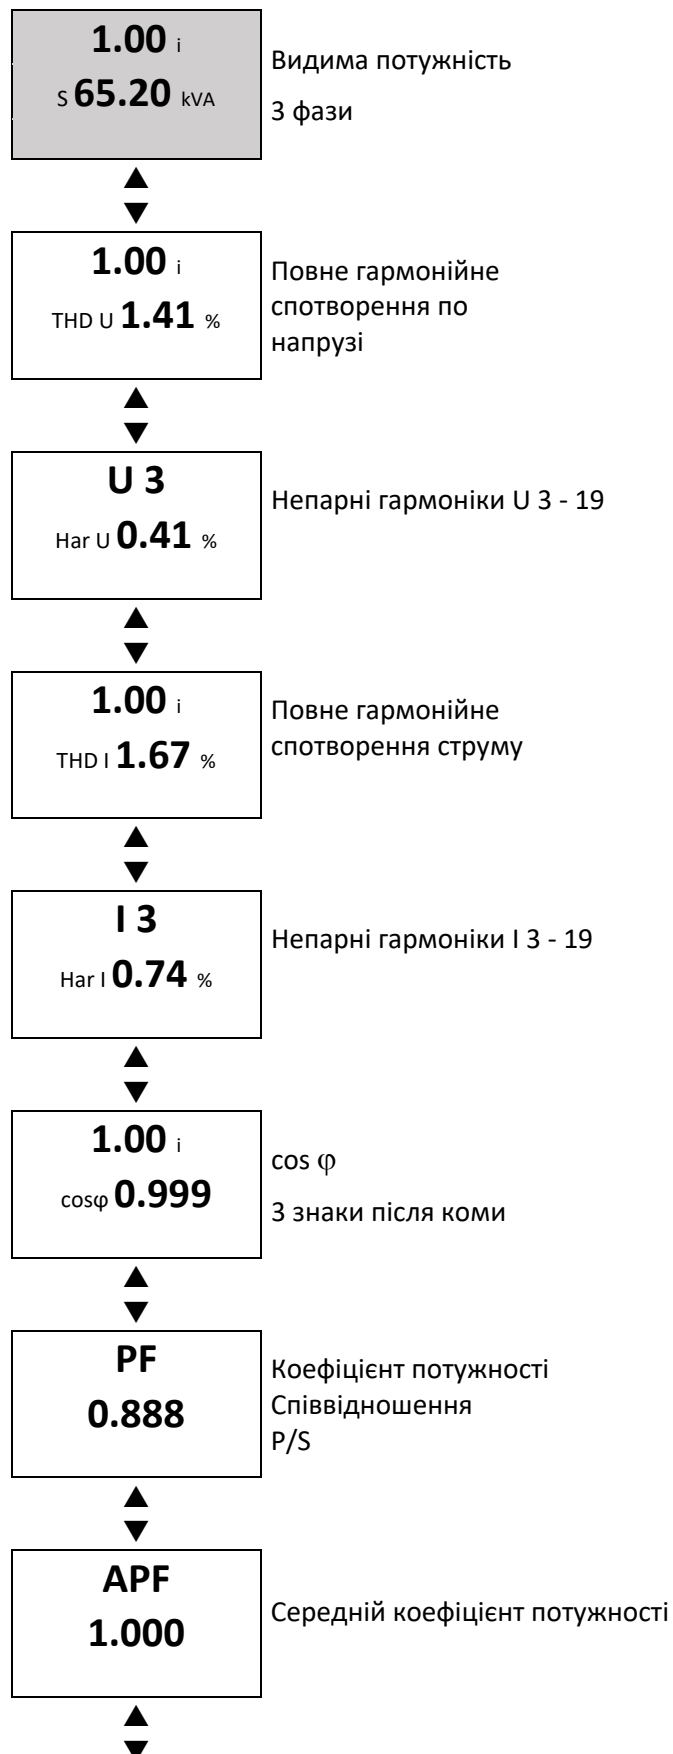 1.00 i
S 65.20 kVA
Видима потужність
3 фази
1.00 i
THD U 1.41 %
Повне гармонійне
спотворення по
напрузі
U 3
Har U 0.41 %
Непарні гармоніки U 3 - 19
1.00 i
THD I 1.67 %
Повне гармонійне
спотворення струму
I 3
Har I 0.74 %
Непарні гармоніки I 3 - 19
1.00 i
cosφ 0.999
cos φ
3 знаки після коми
PF
0.888
Коефіцієнт потужності
Співвідношення
P/S
APF
1.000
Середній коефіцієнт потужності